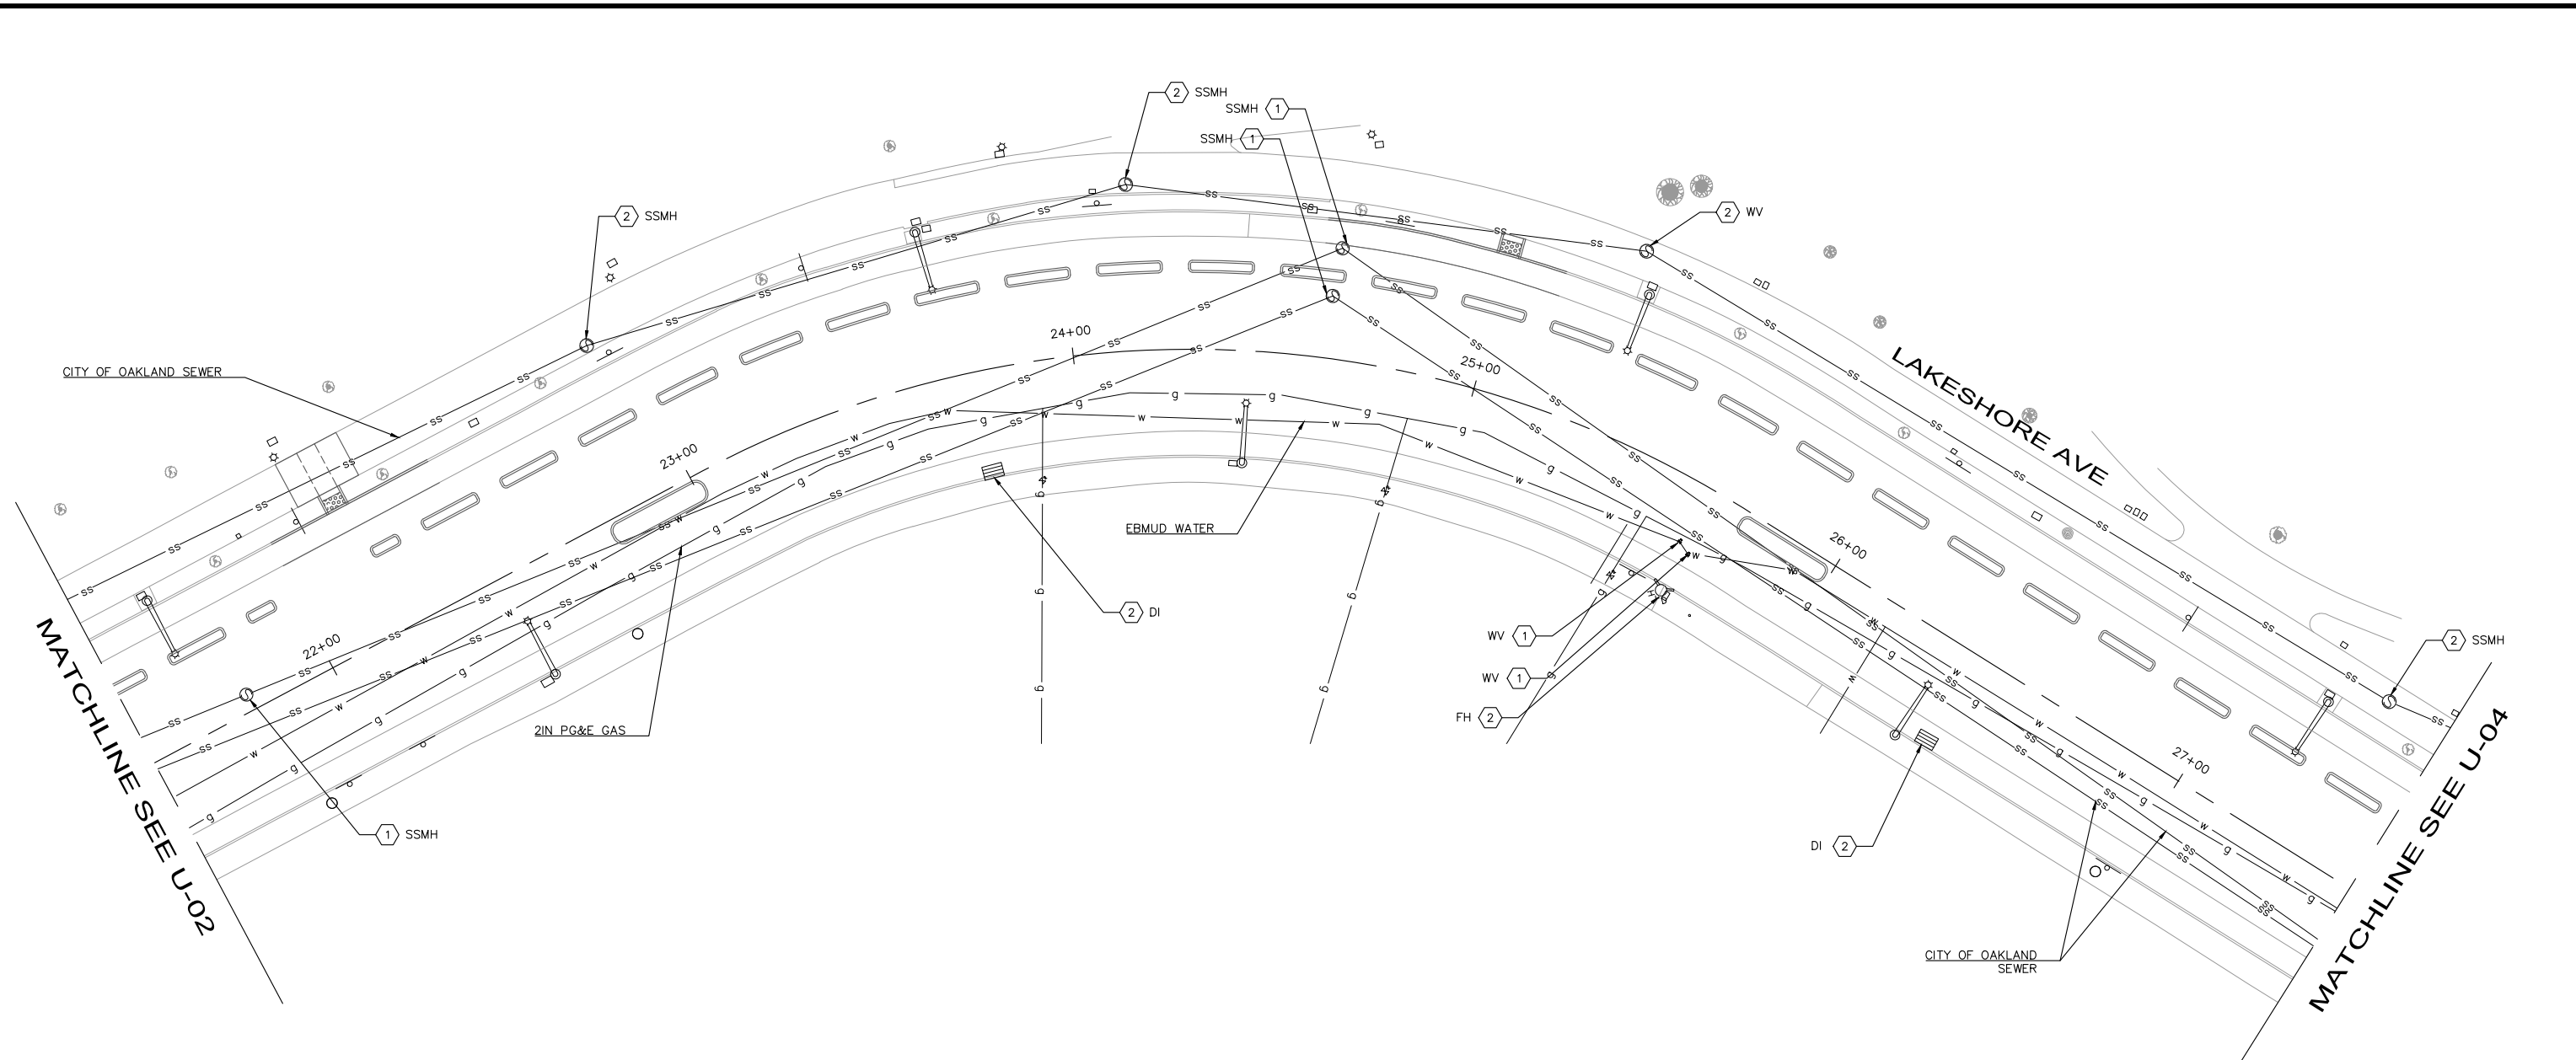 2 SSMH
SSMH 1
SSMH 1
2 SSMH
2 WV
24+00
25+00
CITY OF OAKLAND SEWER
LAKESHORE AVE
23+00
EBMUD WATER
26+00
2 DI
22+00
WV 1
2 SSMH
WV 1
FH 2
2IN PG&E GAS
27+00
1 SSMH
DI 2
MATCHLINE SEE U-02
MATCHLINE SEE U-04
CITY OF OAKLAND
SEWER